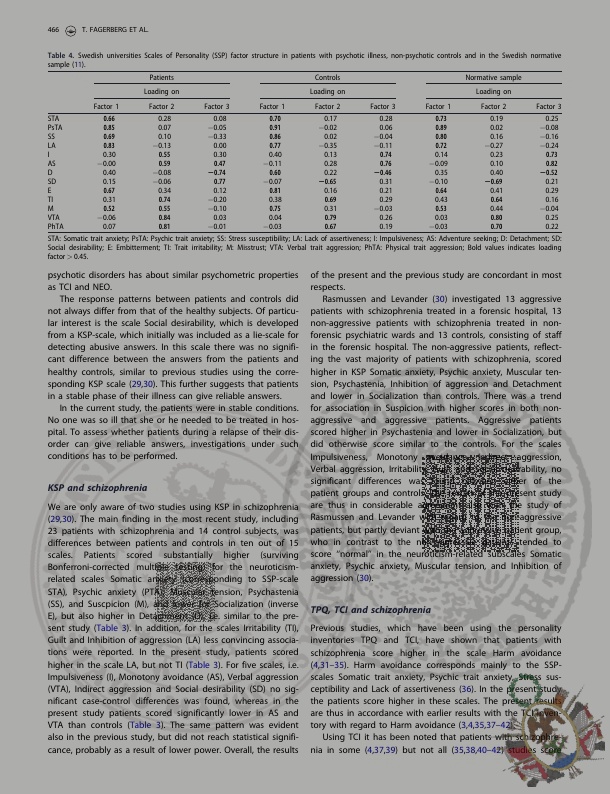 466 T. FAGERBERG ET AL.
Table 4. Swedish universities Scales of Personality (SSP) factor structure in patients with psychotic illness, non-psychotic controls and in the Swedish normative
sample (11).
Patients Controls Normative sample
Loading on Loading on Loading on
Factor 1 Factor 2 Factor 3 Factor 1 Factor 2 Factor 3 Factor 1 Factor 2 Factor 3
STA 0.66 0.28 0.08 0.70 0.17 0.28 0.73 0.19 0.25
PsTA 0.85 0.07 −0.05 0.91 −0.02 0.06 0.89 0.02 −0.08
SS 0.69 0.10 −0.33 0.86 0.02 −0.04 0.80 0.16 −0.16
LA 0.83 −0.13 0.00 0.77 −0.35 −0.11 0.72 −0.27 −0.24
I 0.30 0.55 0.30 0.40 0.13 0.74 0.14 0.23 0.73
AS −0.00 0.59 0.47 −0.11 0.28 0.76 −0.09 0.10 0.82
D 0.40 −0.08 −0.74 0.60 0.22 −0.46 0.35 0.40 −0.52
SD 0.15 −0.06 0.77 −0.07 −0.65 0.31 −0.10 −0.69 0.21
E 0.67 0.34 0.12 0.81 0.16 0.21 0.64 0.41 0.29
TI 0.31 0.74 −0.20 0.38 0.69 0.29 0.43 0.64 0.16
M 0.52 0.55 −0.10 0.75 0.31 −0.03 0.53 0.44 −0.04
VTA −0.06 0.84 0.03 0.04 0.79 0.26 0.03 0.80 0.25
PhTA 0.07 0.81 −0.01 −0.03 0.67 0.19 −0.03 0.70 0.22
STA: Somatic trait anxiety; PsTA: Psychic trait anxiety; SS: Stress susceptibility; LA: Lack of assertiveness; I: Impulsiveness; AS: Adventure seeking; D: Detachment; SD:
Social desirability; E: Embitterment; TI: Trait irritability; M: Misstrust; VTA: Verbal trait aggression; PhTA: Physical trait aggression; Bold values indicates loading
factor > 0.45.
psychotic disorders has about similar psychometric properties
as TCI and NEO.
The response patterns between patients and controls did
not always differ from that of the healthy subjects. Of particu-
lar interest is the scale Social desirability, which is developed
from a KSP-scale, which initially was included as a lie-scale for
detecting abusive answers. In this scale there was no signifi-
cant difference between the answers from the patients and
healthy controls, similar to previous studies using the corre-
sponding KSP scale (29,30). This further suggests that patients
in a stable phase of their illness can give reliable answers.
In the current study, the patients were in stable conditions.
No one was so ill that she or he needed to be treated in hos-
pital. To assess whether patients during a relapse of their dis-
order can give reliable answers, investigations under such
conditions has to be performed.
KSP and schizophrenia
We are only aware of two studies using KSP in schizophrenia
(29,30). The main finding in the most recent study, including
23 patients with schizophrenia and 14 control subjects, was
differences between patients and controls in ten out of 15
scales. Patients scored substantially higher (surviving
Bonferroni-corrected multiple testing) for the neuroticism-
related scales Somatic anxiety (corresponding to SSP-scale
STA), Psychic anxiety (PTA), Muscular tension, Psychastenia
(SS), and Suscpicion (M), and lower for Socialization (inverse
E), but also higher in Detachment (D), i.e. similar to the pre-
sent study (Table 3). In addition, for the scales Irritability (TI),
Guilt and Inhibition of aggression (LA) less convincing associa-
tions were reported. In the present study, patients scored
higher in the scale LA, but not TI (Table 3). For five scales, i.e.
Impulsiveness (I), Monotony avoidance (AS), Verbal aggression
(VTA), Indirect aggression and Social desirability (SD) no sig-
nificant case-control differences was found, whereas in the
present study patients scored significantly lower in AS and
VTA than controls (Table 3). The same pattern was evident
also in the previous study, but did not reach statistical signifi-
cance, probably as a result of lower power. Overall, the results
of the present and the previous study are concordant in most
respects.
Rasmussen and Levander (30) investigated 13 aggressive
patients with schizophrenia treated in a forensic hospital, 13
non-aggressive patients with schizophrenia treated in non-
forensic psychiatric wards and 13 controls, consisting of staff
in the forensic hospital. The non-aggressive patients, reflect-
ing the vast majority of patients with schizophrenia, scored
higher in KSP Somatic Anxiety, Psychic anxiety, Muscular ten-
sion, Psychastenia, Inhibition of aggression and Detachment
and lower in Socialization than controls. There was a trend
for association in Suspicion with higher scores in both non-
aggressive and aggressive patients. Aggressive patients
scored higher in Psychastenia and lower in Socialization, but
did otherwise score similar to the controls. For the scales
Impulsiveness, Monotony aggression,
Verbal aggression, Irritability desirability, no
significant differences was of the
patient groups and controls present study
are thus in considerable the study of
Rasmussen and Levander aggressive
patients, but partly deviant patient group,
who in contrast to the tended to
score “normal” in the neuroticism-related subscales Somatic
anxiety, Psychic anxiety, Muscular tension, and Inhibition of
aggression (30).
TPQ, TCI and schizophrenia
Previous studies, which have been using the personality
inventories TPQ and TCI, have shown that patients with
schizophrenia score higher in the scale Harm Avoidance
(4,31–35). Harm avoidance corresponds mainly to the SSP-
scales Somatic trait anxiety, Psychic trait anxiety, Stress sus-
ceptibility and Lack of assertiveness (36). In the present study
the patients score higher in these scales. The present results
are thus in accordance with earlier results with the TCI inven-
tory with regard to Harm avoidance (3,4,35,37–42).
Using TCI it has been noted that patients with schizophre-
nia in some (4,37,39) but not all (35,38,40–42) studies score